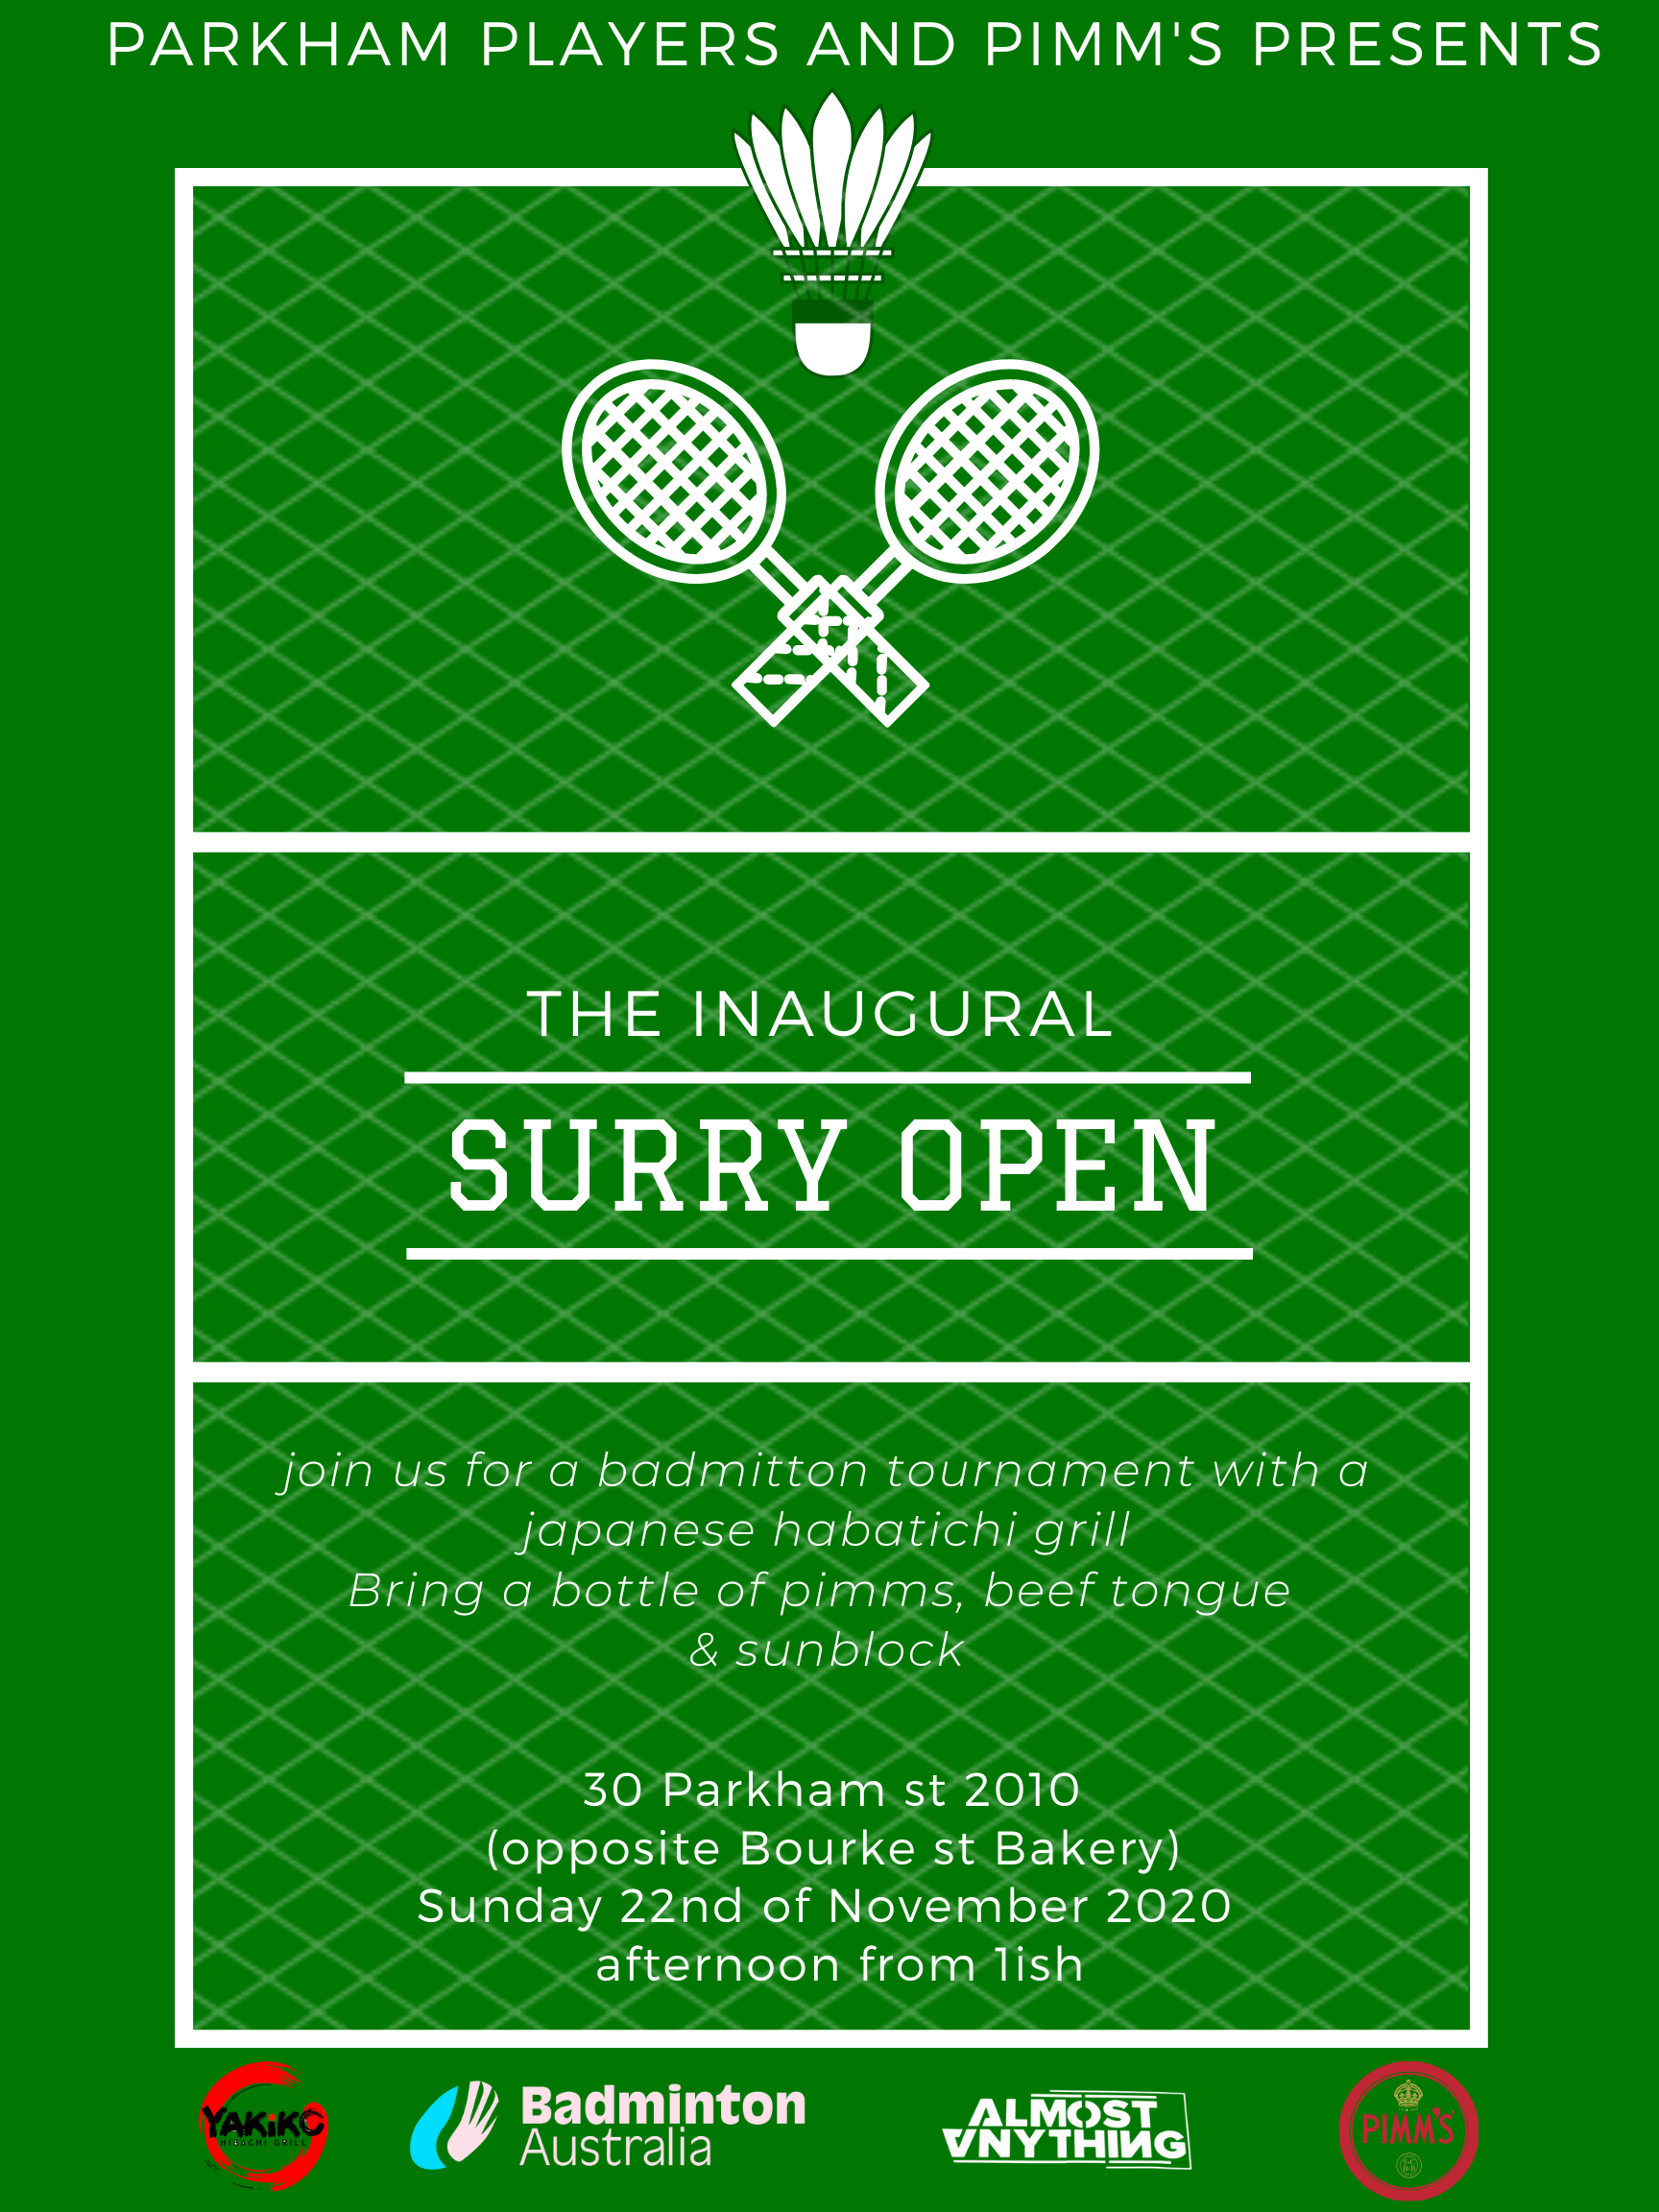 PARKHAM PLAYERS AND PIMM'S PRESENTS
THE INAUGURAL
SURRY OPEN
join us for a badmitton tournament with a
japanese habatichi grill
Bring a bottle of pimms, beef tongue
& sunblock
30 Parkham st 2010
(opposite Bourke st Bakery)
Sunday 22nd of November 2020
afternoon from 1ish
YAKiKO
HIBACHI GRILL
Badminton
Australia
ALMOST
ANYTHING
PIMM'S